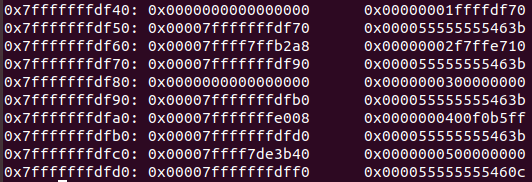 0x7fffffffdf40: 0x0000000000000000 0x00000001ffffdf70
0x7fffffffdf50: 0x00007fffffffdf70 0x000055555555463b
0x7fffffffdf60: 0x00007ffff7ffb2a8 0x00000002f7ffe710
0x7fffffffdf70: 0x00007fffffffdf90 0x000055555555463b
0x7fffffffdf80: 0x0000000000000000 0x0000000300000000
0x7fffffffdf90: 0x00007fffffffdfb0 0x000055555555463b
0x7fffffffdfa0: 0x00007fffffffe008 0x0000000400f0b5ff
0x7fffffffdfb0: 0x00007fffffffdfd0 0x000055555555463b
0x7fffffffdfc0: 0x00007ffff7de3b40 0x0000000500000000
0x7fffffffdfd0: 0x00007fffffffdff0 0x000055555555460c